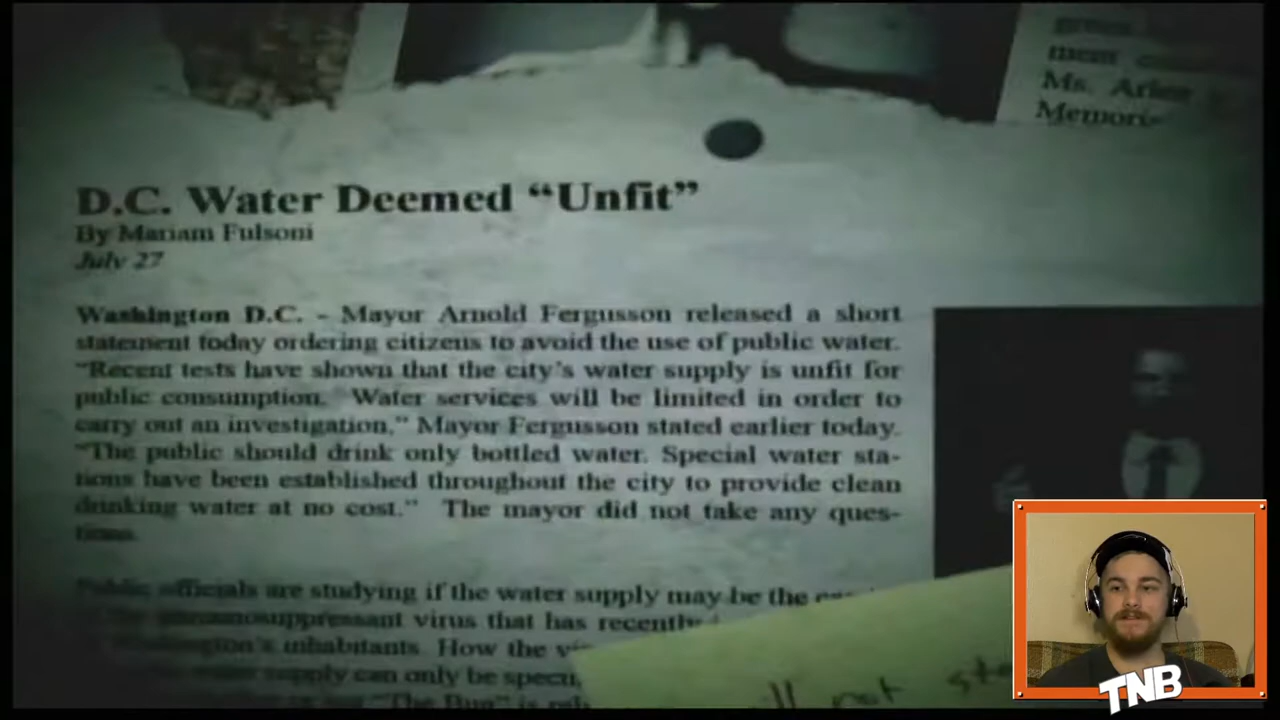 Ms. Arlen
D.C. Water Deemed “Unfit”
By Mariam Fulsoni
July 27
Washington D.C. - Mayor Arnold Fergusson released a short
statement today ordering citizens to avoid the use of public water.
“Recent tests have shown that the city’s water supply is unfit for
public consumption. Water services will be limited in order to
carry out an investigation.” Mayor Fergusson stated earlier today.
“The public should drink only bottled water. Special water sta-
tions have been established throughout the city to provide clean
drinking water at no cost.” The mayor did not take any ques-
tions.
Public officials are studying if the water supply may be the
immunosuppressant virus that has recently
inhabitants. How the
water supply can only be
will not
TNB